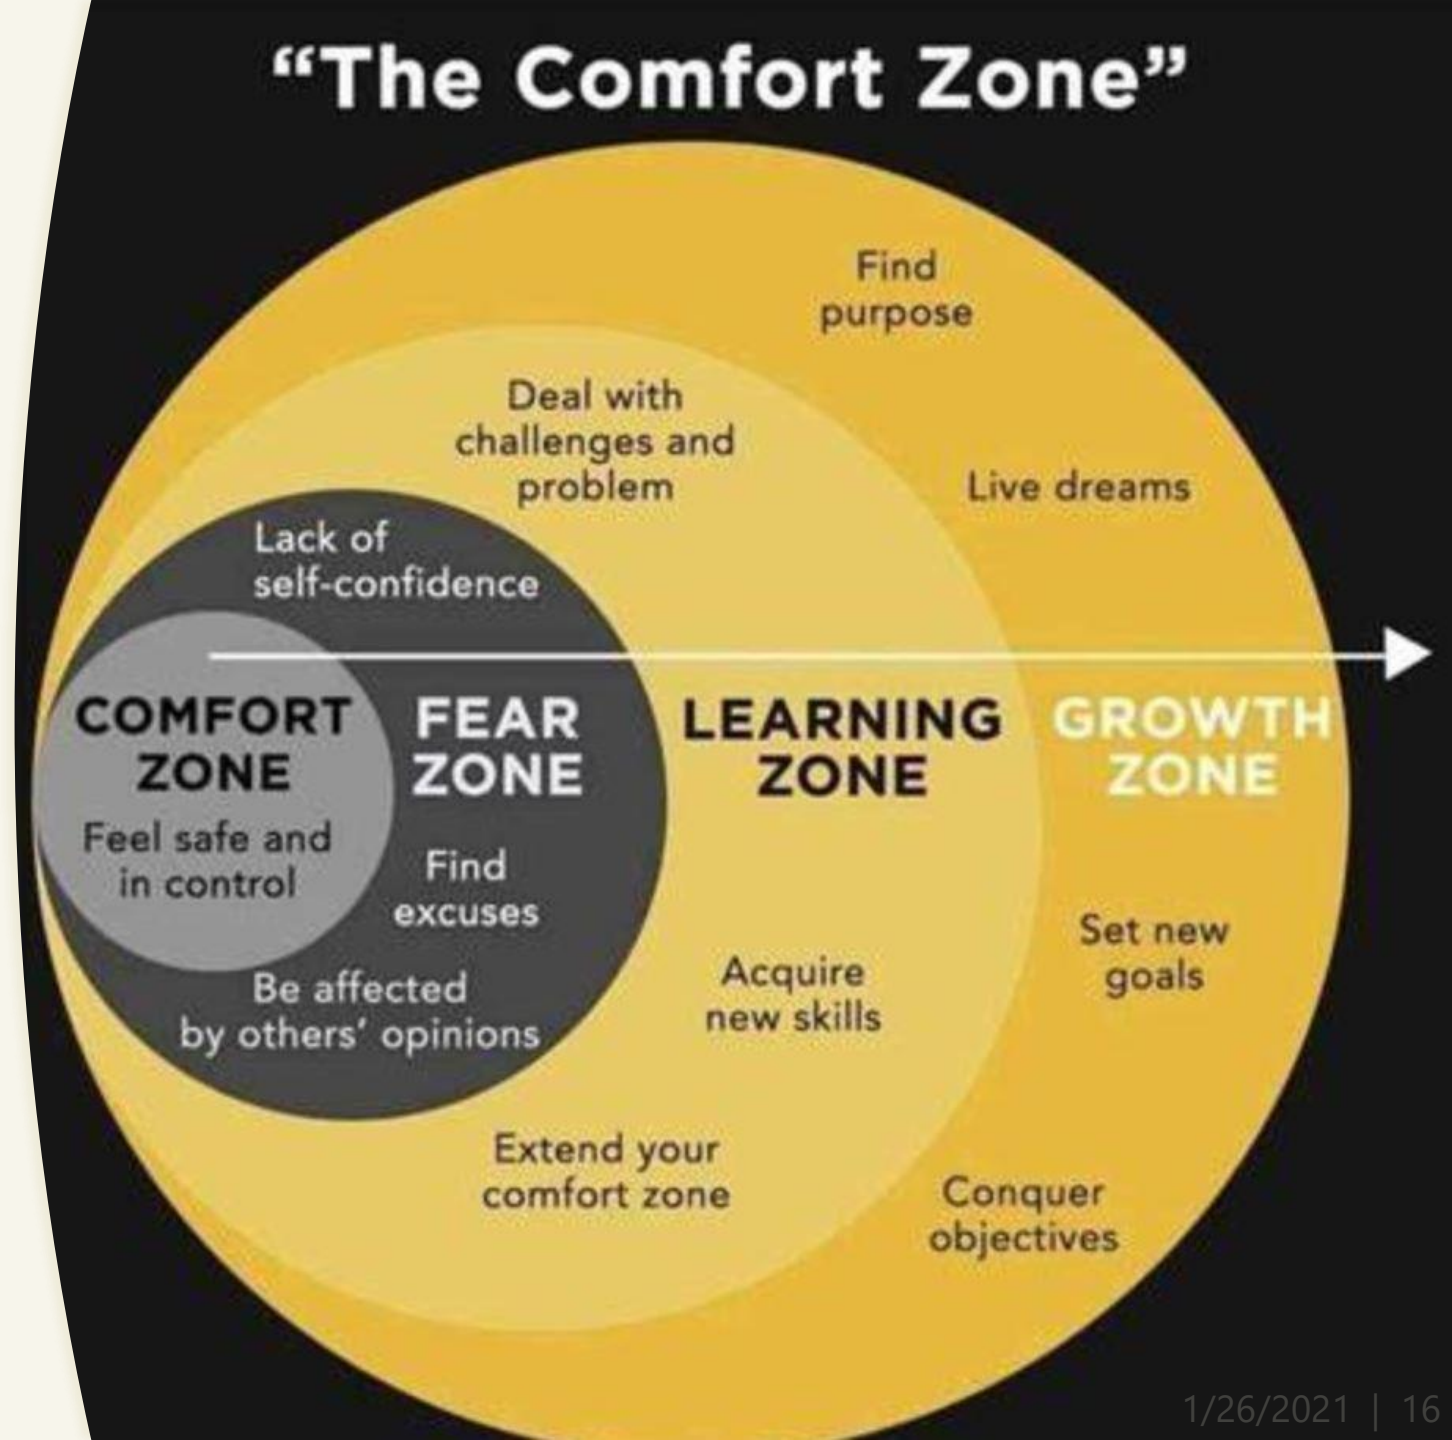 “The Comfort Zone”
Find
purpose
Deal with
challenges and
problem
Live dreams
Lack of
self-confidence
COMFORT
ZONE
Feel safe and
in control
FEAR
ZONE
Find
excuses
Be affected
by others’ opinions
LEARNING
ZONE
Acquire
new skills
Extend your
comfort zone
GROWTH
ZONE
Set new
goals
Conquer
objectives
1/26/2021 | 16